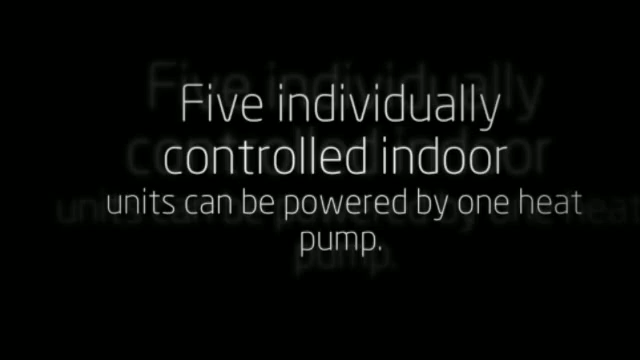 Five individually
controlled indoor
units can be powered by one heat
pump.